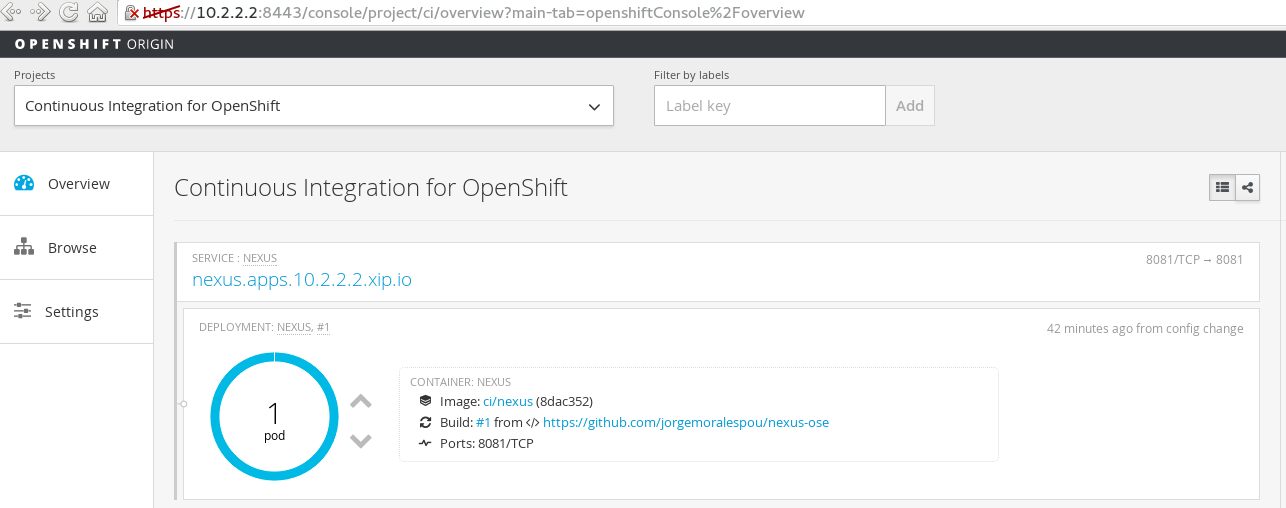 https://10.2.2.2:8443/console/project/ci/overview?main-tab=openshiftConsole%2Foverview
OPENSHIFT ORIGIN
Projects
Filter by labels
Continuous Integration for OpenShift
Label key
Add
Overview
Browse
Settings
Continuous Integration for OpenShift
SERVICE : NEXUS
8081/TCP → 8081
nexus.apps.10.2.2.2.xip.io
DEPLOYMENT: NEXUS, #1
42 minutes ago from config change
1
pod
CONTAINER: NEXUS
Image: ci/nexus (8dac352)
Build: #1 from </> https://github.com/jorgemoralespou/nexus-ose
Ports: 8081/TCP